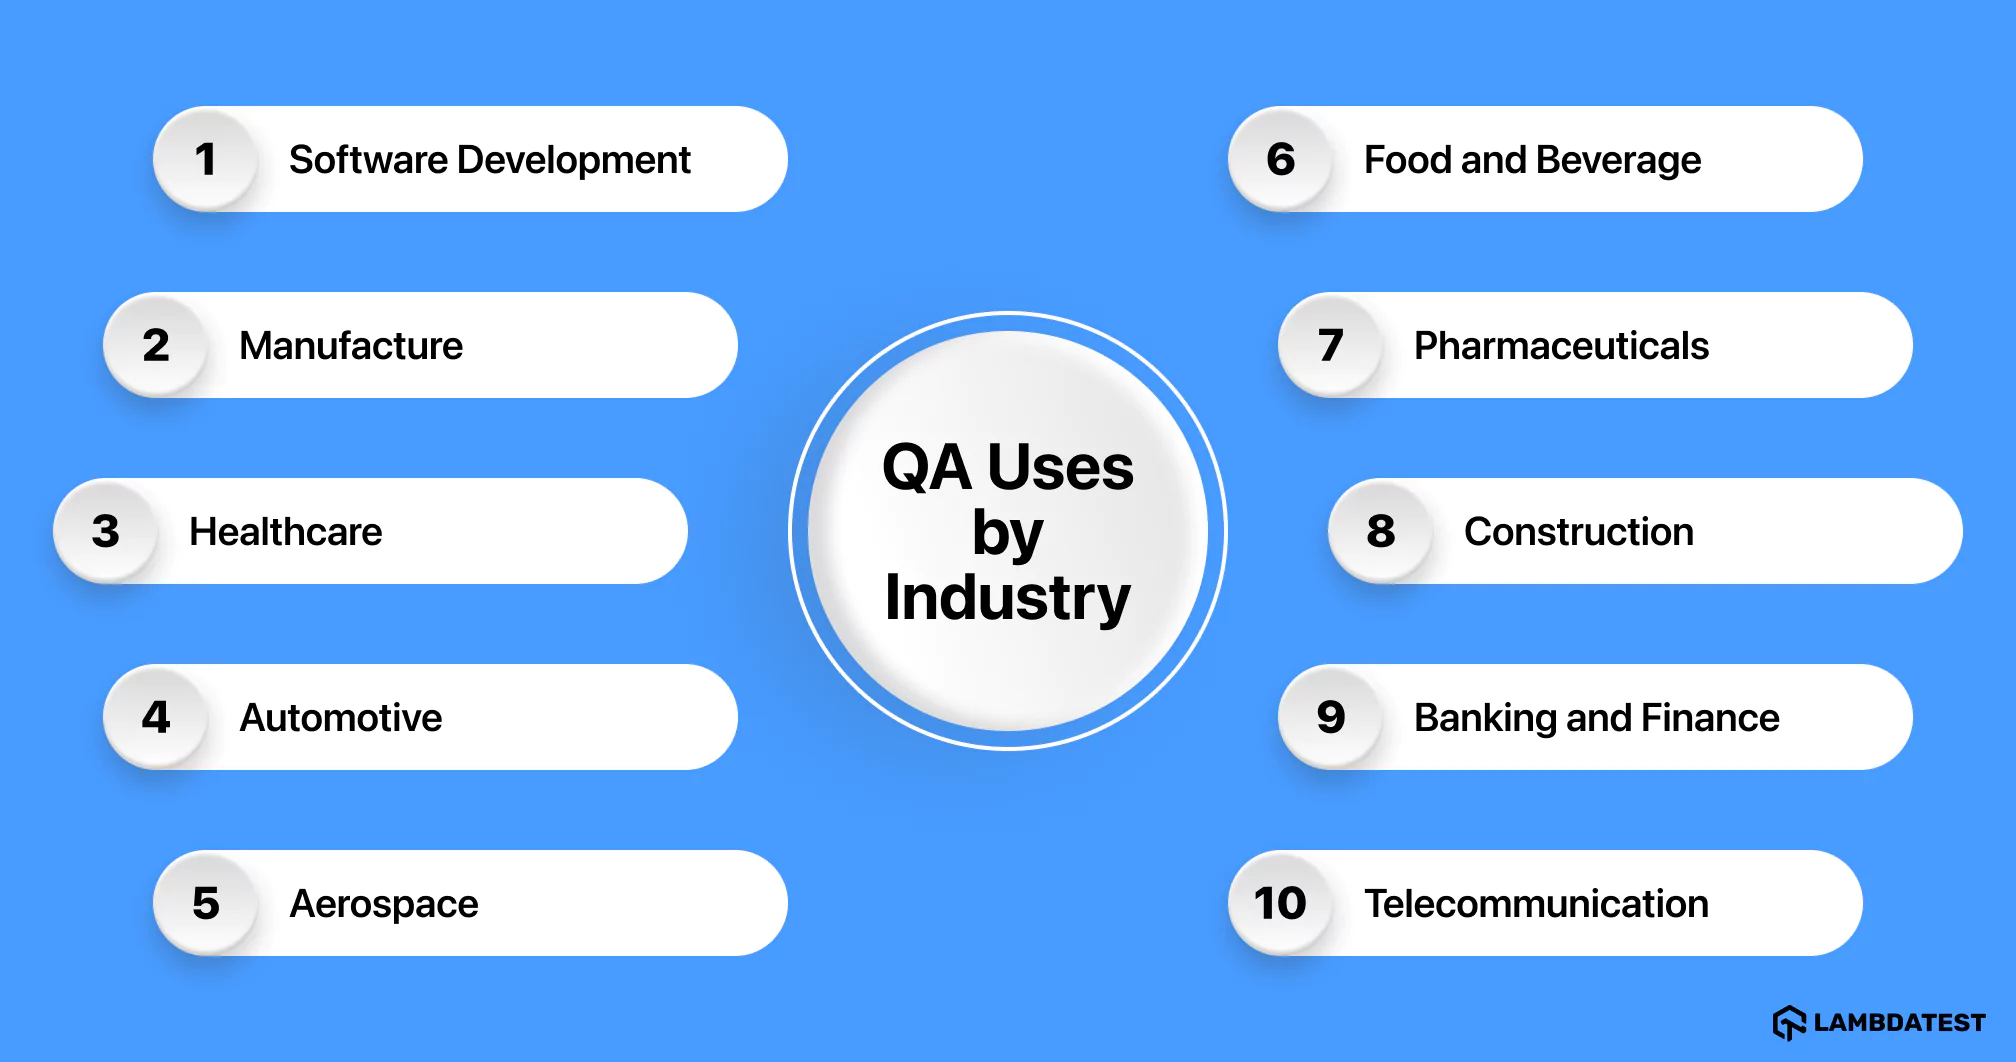 1 Software Development
2 Manufacture
3 Healthcare
4 Automotive
5 Aerospace
QA Uses
by
Industry
6 Food and Beverage
7 Pharmaceuticals
8 Construction
9 Banking and Finance
10 Telecommunication
LAMBDATEST